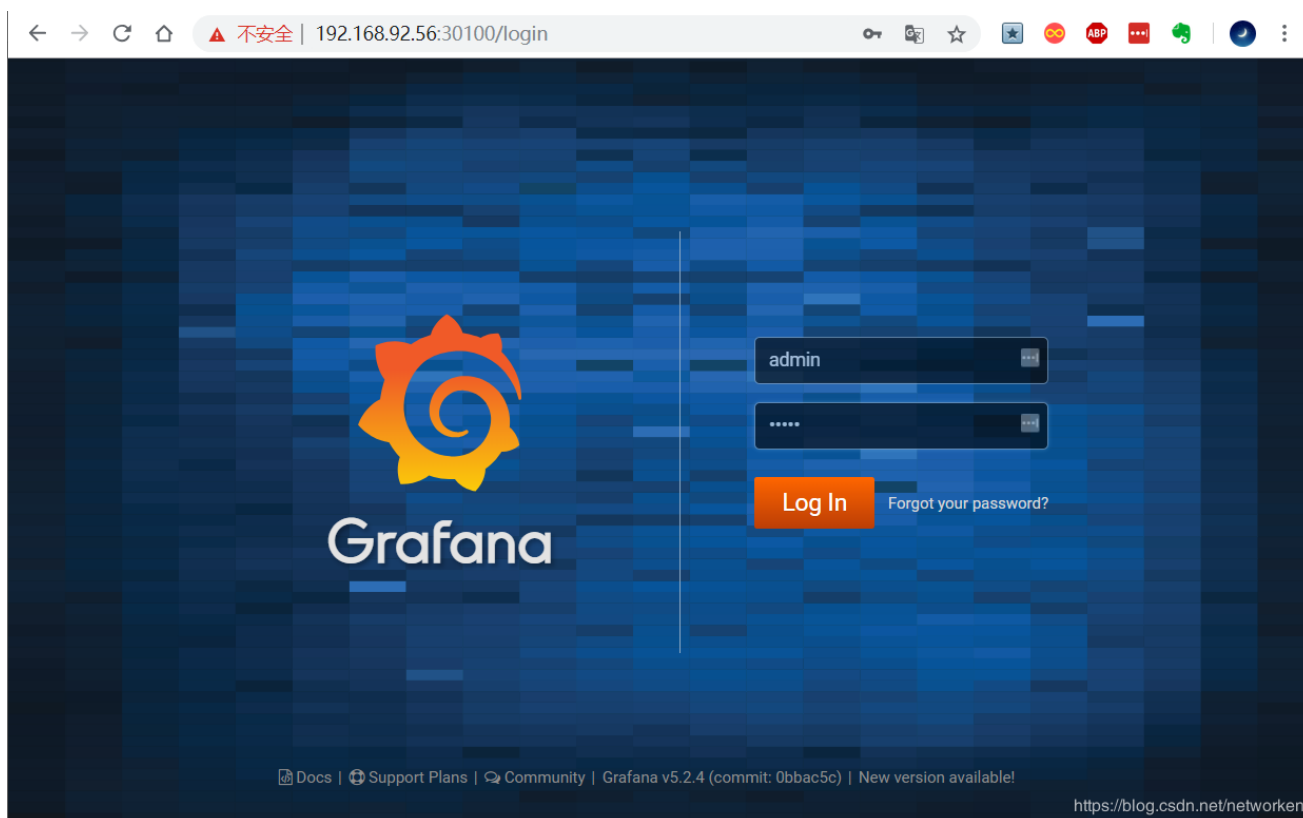 不安全 | 192.168.92.56:30100/login
ABP
Grafana
admin
•••••
Log In
Forgot your password?
Docs | Support Plans | Community | Grafana v5.2.4 (commit: 0bbac5c) | New version available!
https://blog.csdn.net/networken